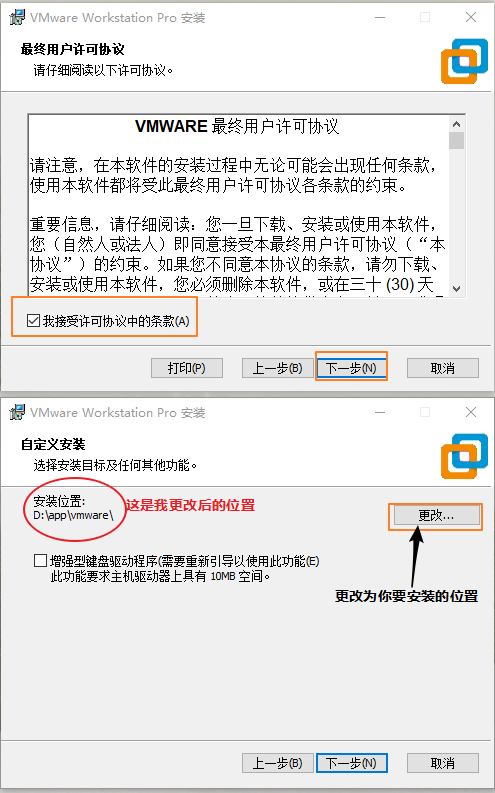 VMware Workstation Pro 安装
最终用户许可协议
请仔细阅读以下许可协议。
VMWARE 最终用户许可协议
请注意，在本软件的安装过程中无论可能会出现任何条款，
使用本软件都将受此最终用户许可协议各条款的约束。
重要信息，请仔细阅读：您一旦下载、安装或使用本软件，
您（自然人或法人）即同意接受本最终用户许可协议（“本
协议”）的约束。如果您不同意本协议的条款，请勿下载、
安装或使用本软件，您必须删除本软件，或在三十 (30) 天
我接受许可协议中的条款(A)
打印(P) 上一步(B) 下一步(N) 取消
VMware Workstation Pro 安装
自定义安装
选择安装目标及任何其他功能。
安装位置: 这是我更改后的位置
D:\app\vmware\ 更改...
增强型键盘驱动程序(需要重新引导以使用此功能(E)
此功能要求主机驱动器上具有 10MB 空间。
更改为你要安装的位置
上一步(B) 下一步(N) 取消